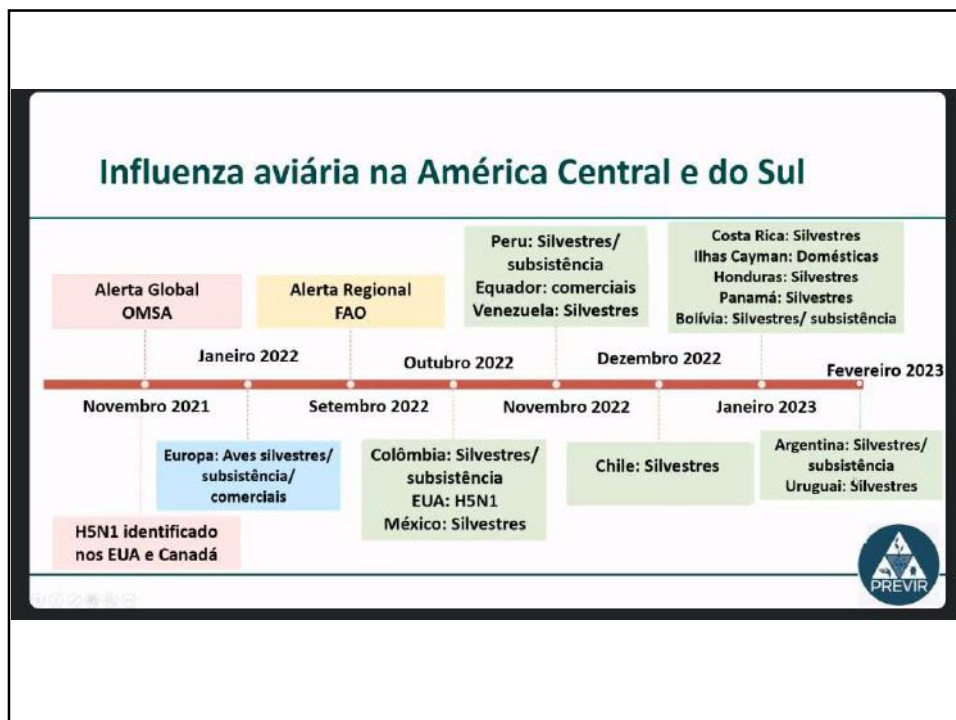 Influenza aviária na América Central e do Sul
Alerta Global
OMSA
Alerta Regional
FAO
Peru: Silvestres/
subsistência
Equador: comerciais
Venezuela: Silvestres
Costa Rica: Silvestres
Ilhas Cayman: Domésticas
Honduras: Silvestres
Panamá: Silvestres
Bolívia: Silvestres/ subsistência
Janeiro 2022
Outubro 2022
Dezembro 2022
Fevereiro 2023
Novembro 2021
Setembro 2022
Novembro 2022
Janeiro 2023
H5N1 identificado
nos EUA e Canadá
Europa: Aves silvestres/
subsistência/
comerciais
Colômbia: Silvestres/
subsistência
EUA: H5N1
México: Silvestres
Chile: Silvestres
Argentina: Silvestres/
subsistência
Uruguai: Silvestres
PREVIR